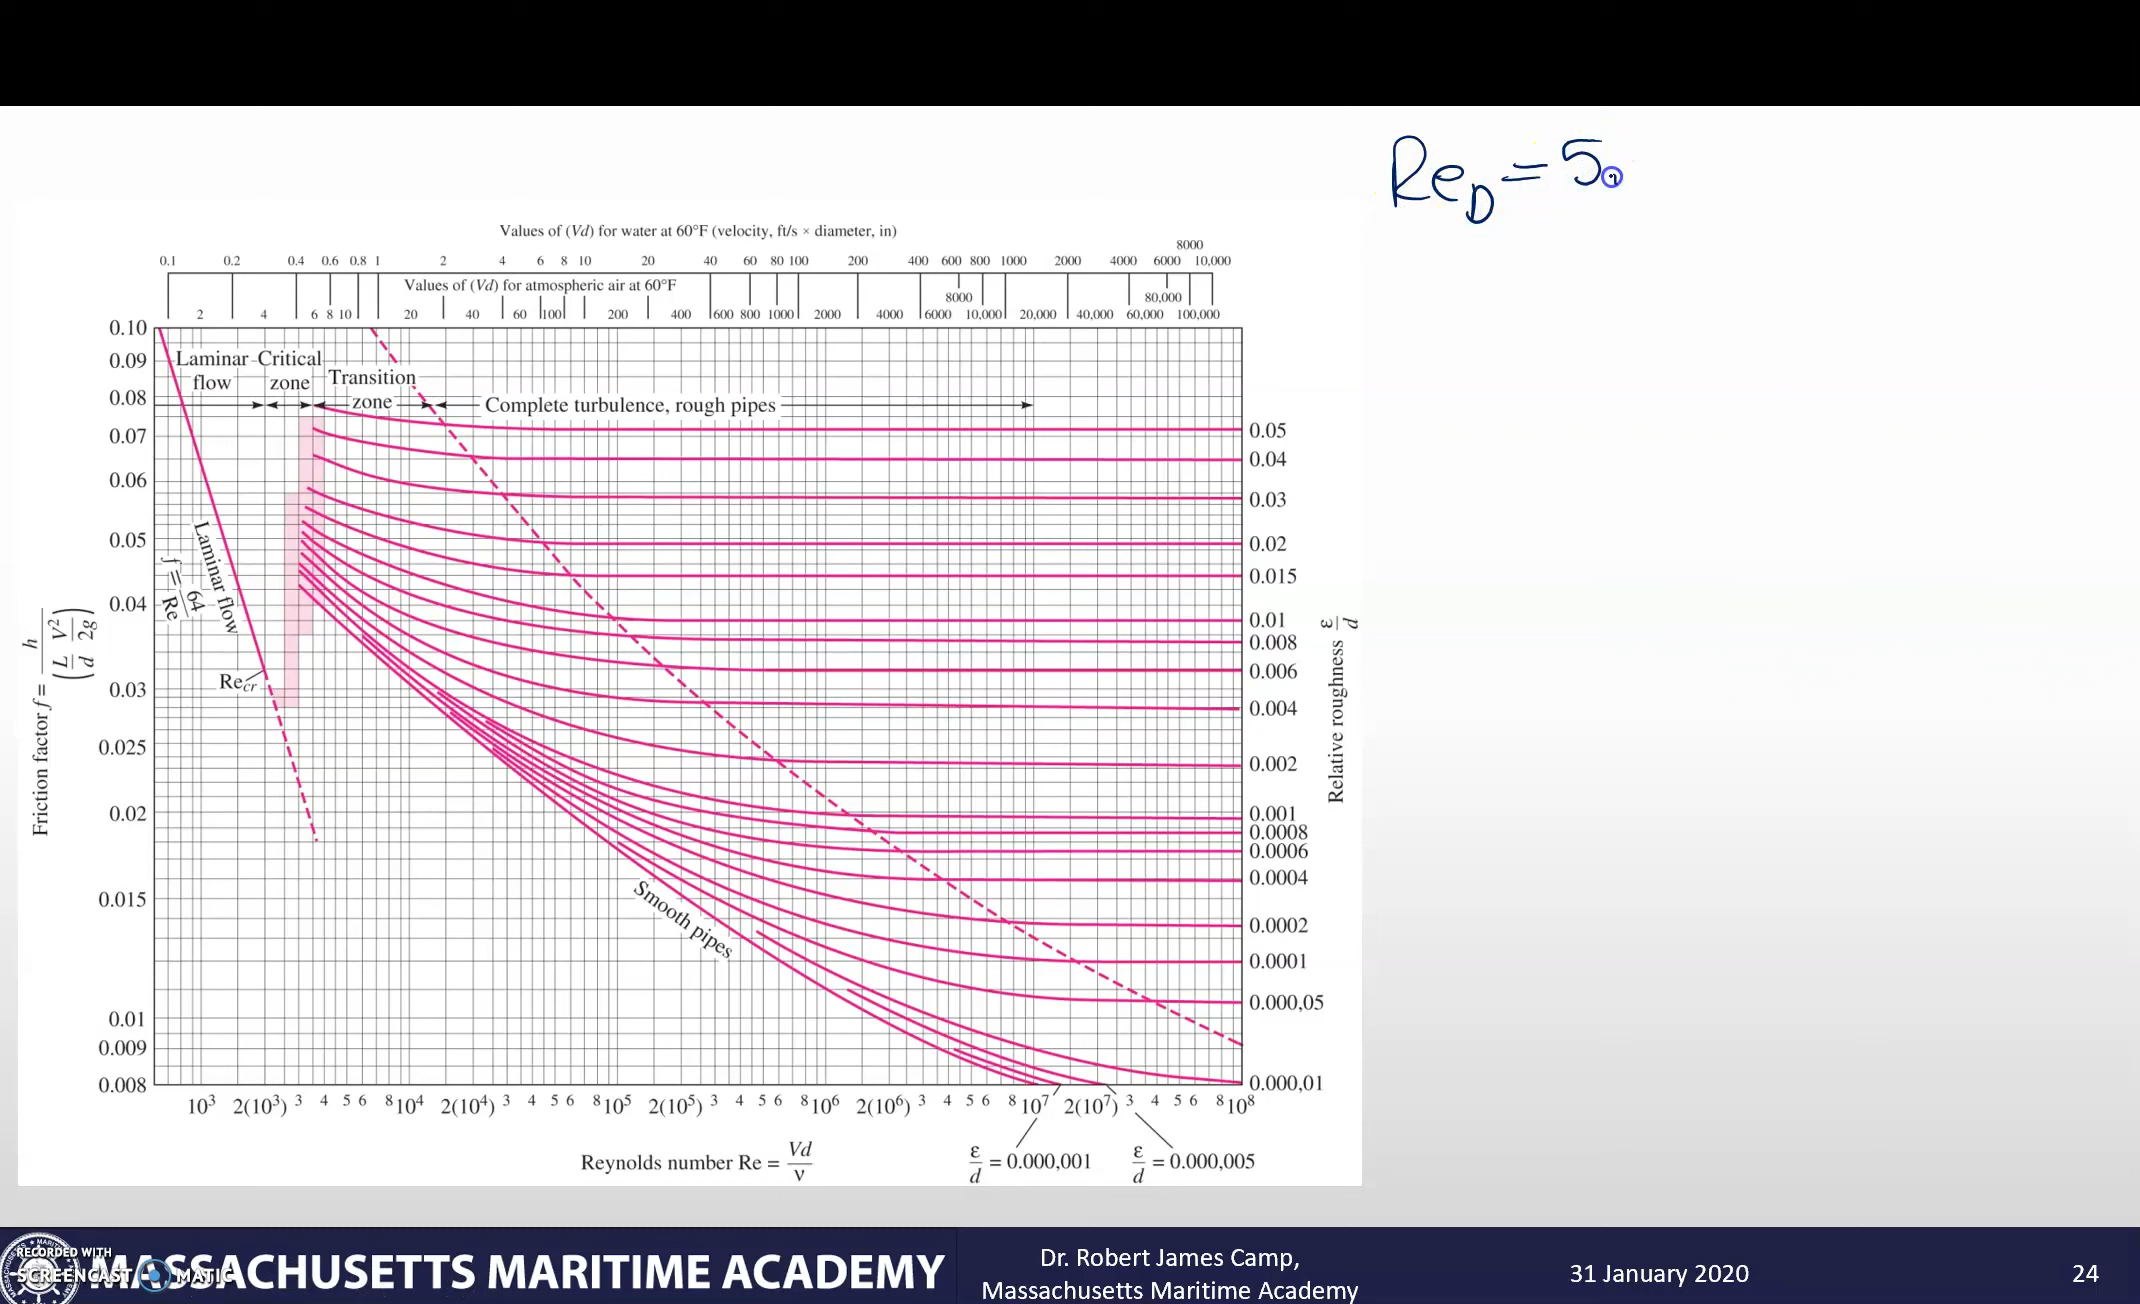 Re_D = 5
Values of (Vd) for water at 60°F (velocity, ft/s × diameter, in)
8000
0.1 0.2 0.4 0.6 0.8 1 2 4 6 8 10 20 40 60 80 100 200 400 600 800 1000 2000 4000 6000 10,000
Values of (Vd) for atmospheric air at 60°F
8000 80,000
2 4 6 8 10 20 40 60 100 200 400 600 800 1000 2000 4000 6000 10,000 20,000 40,000 60,000 100,000
0.10
0.09
0.08
0.07
0.06
0.05
0.04
0.03
0.025
0.02
0.015
0.01
0.009
0.008
Laminar flow
Critical zone
Transition zone
Complete turbulence, rough pipes
Laminar flow
f = 64/Re
Re_cr
Smooth pipes
Friction factor f = h / (L/d V²/2g)
0.05
0.04
0.03
0.02
0.015
0.01
0.008
0.006
0.004
0.002
0.001
0.0008
0.0006
0.0004
0.0002
0.0001
0.000,05
0.000,01
Relative roughness ε/d
10³ 2(10³) 3 4 5 6 8 10⁴ 2(10⁴) 3 4 5 6 8 10⁵ 2(10⁵) 3 4 5 6 8 10⁶ 2(10⁶) 3 4 5 6 8 10⁷ 2(10⁷) 3 4 5 6 8 10⁸
Reynolds number Re = Vd/ν
ε/d = 0.000,001
ε/d = 0.000,005
RECORDED WITH
SCREENCAST MATIC
MASSACHUSETTS MARITIME ACADEMY
Dr. Robert James Camp,
Massachusetts Maritime Academy
31 January 2020
24